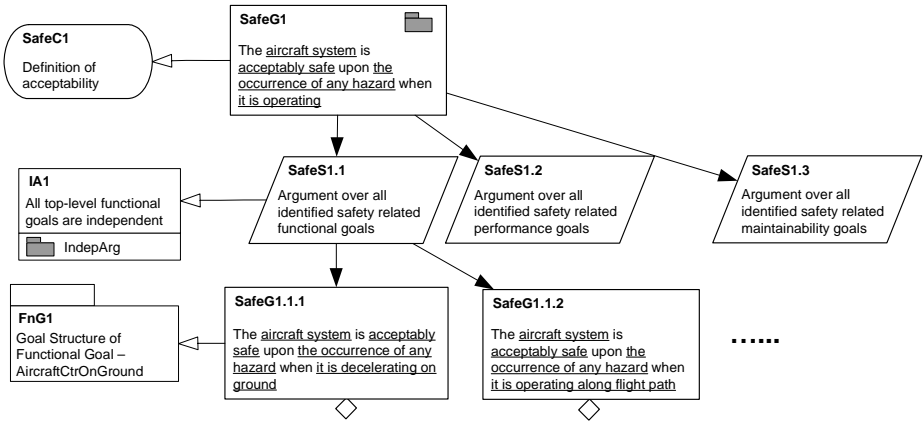 SafeG1
The aircraft system is
acceptably safe upon the
occurrence of any hazard when
it is operating
SafeC1
Definition of
acceptability
SafeS1.1
Argument over all
identified safety related
functional goals
SafeS1.2
Argument over all
identified safety related
performance goals
SafeS1.3
Argument over all
identified safety related
maintainability goals
IA1
All top-level functional
goals are independent
IndepArg
SafeG1.1.1
The aircraft system is acceptably
safe upon the occurrence of any
hazard when it is decelerating on
ground
SafeG1.1.2
The aircraft system is
acceptably safe upon the
occurrence of any hazard when
it is operating along flight path
......
FnG1
Goal Structure of
Functional Goal –
AircraftCtrOnGround